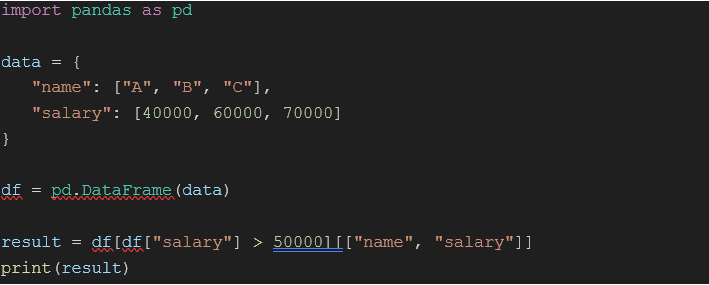 import pandas as pd
data = {
"name": ["A", "B", "C"],
"salary": [40000, 60000, 70000]
}
df = pd.DataFrame(data)
result = df[df["salary"] > 50000][["name", "salary"]]
print(result)